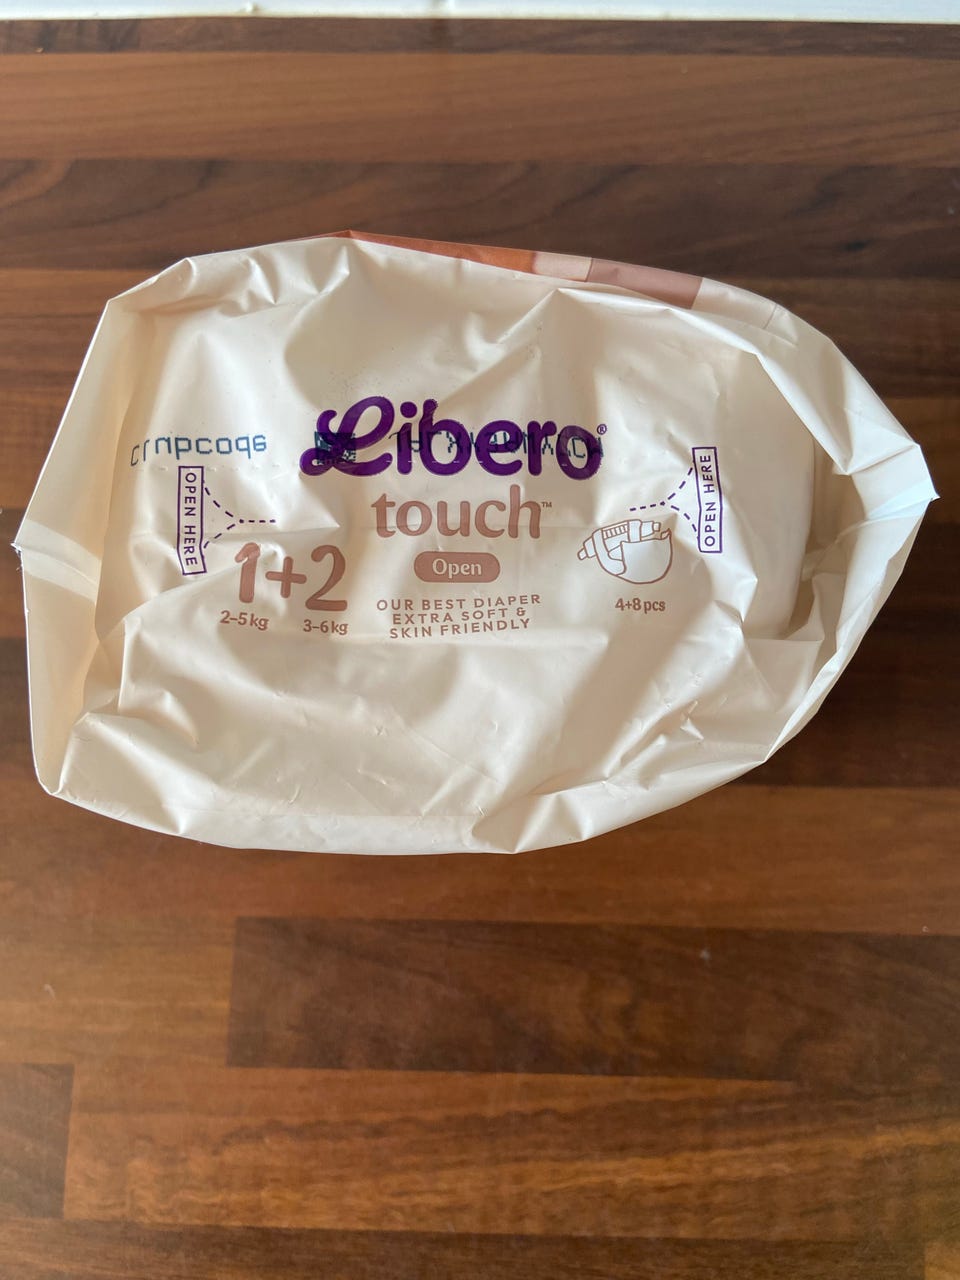 Libero®
touch™
Open
OUR BEST DIAPER
EXTRA SOFT &
SKIN FRIENDLY
1+2
2–5 kg 3–6 kg
4+8 pcs
OPEN HERE
OPEN HERE